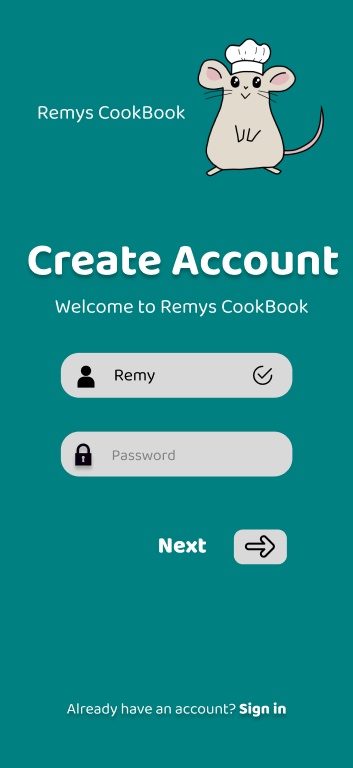 Remys CookBook
Create Account
Welcome to Remys CookBook
Remy
Password
Next
Already have an account? Sign in